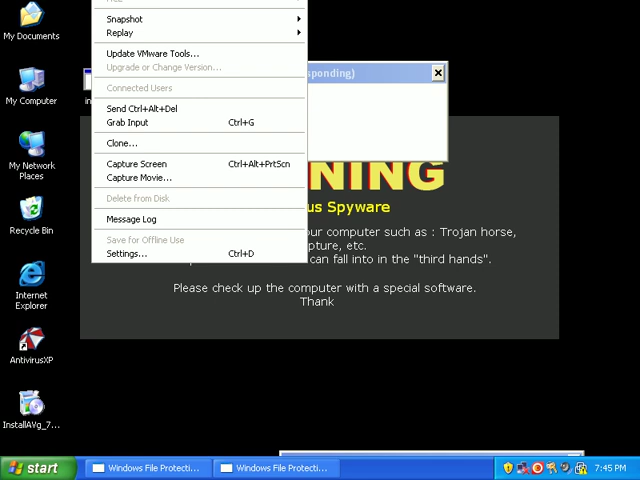 My Documents
My Computer
My Network
Places
Recycle Bin
Internet
Explorer
AntivirusXP
InstallAVg_7...
in
Snapshot
Replay
Update VMware Tools...
Upgrade or Change Version...
Connected Users
Send Ctrl+Alt+Del
Grab Input Ctrl+G
Clone...
Capture Screen Ctrl+Alt+PrtScn
Capture Movie...
Delete from Disk
Message Log
Save for Offline Use
Settings... Ctrl+D
sponding)
NING
us Spyware
our computer such as : Trojan horse,
pture, etc.
can fall into in the "third hands".
Please check up the computer with a special software.
Thank
start
Windows File Protecti...
Windows File Protecti...
7:45 PM